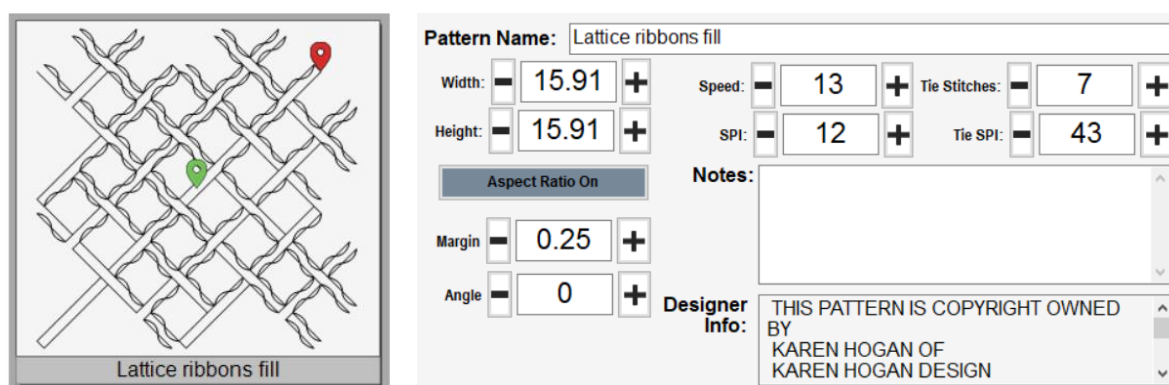 Lattice ribbons fill
Pattern Name: Lattice ribbons fill
Width: 15.91
Height: 15.91
Aspect Ratio On
Margin 0.25
Angle 0
Speed: 13
Tie Stitches: 7
SPI: 12
Tie SPI: 43
Notes:
Designer Info:
THIS PATTERN IS COPYRIGHT OWNED
BY
KAREN HOGAN OF
KAREN HOGAN DESIGN